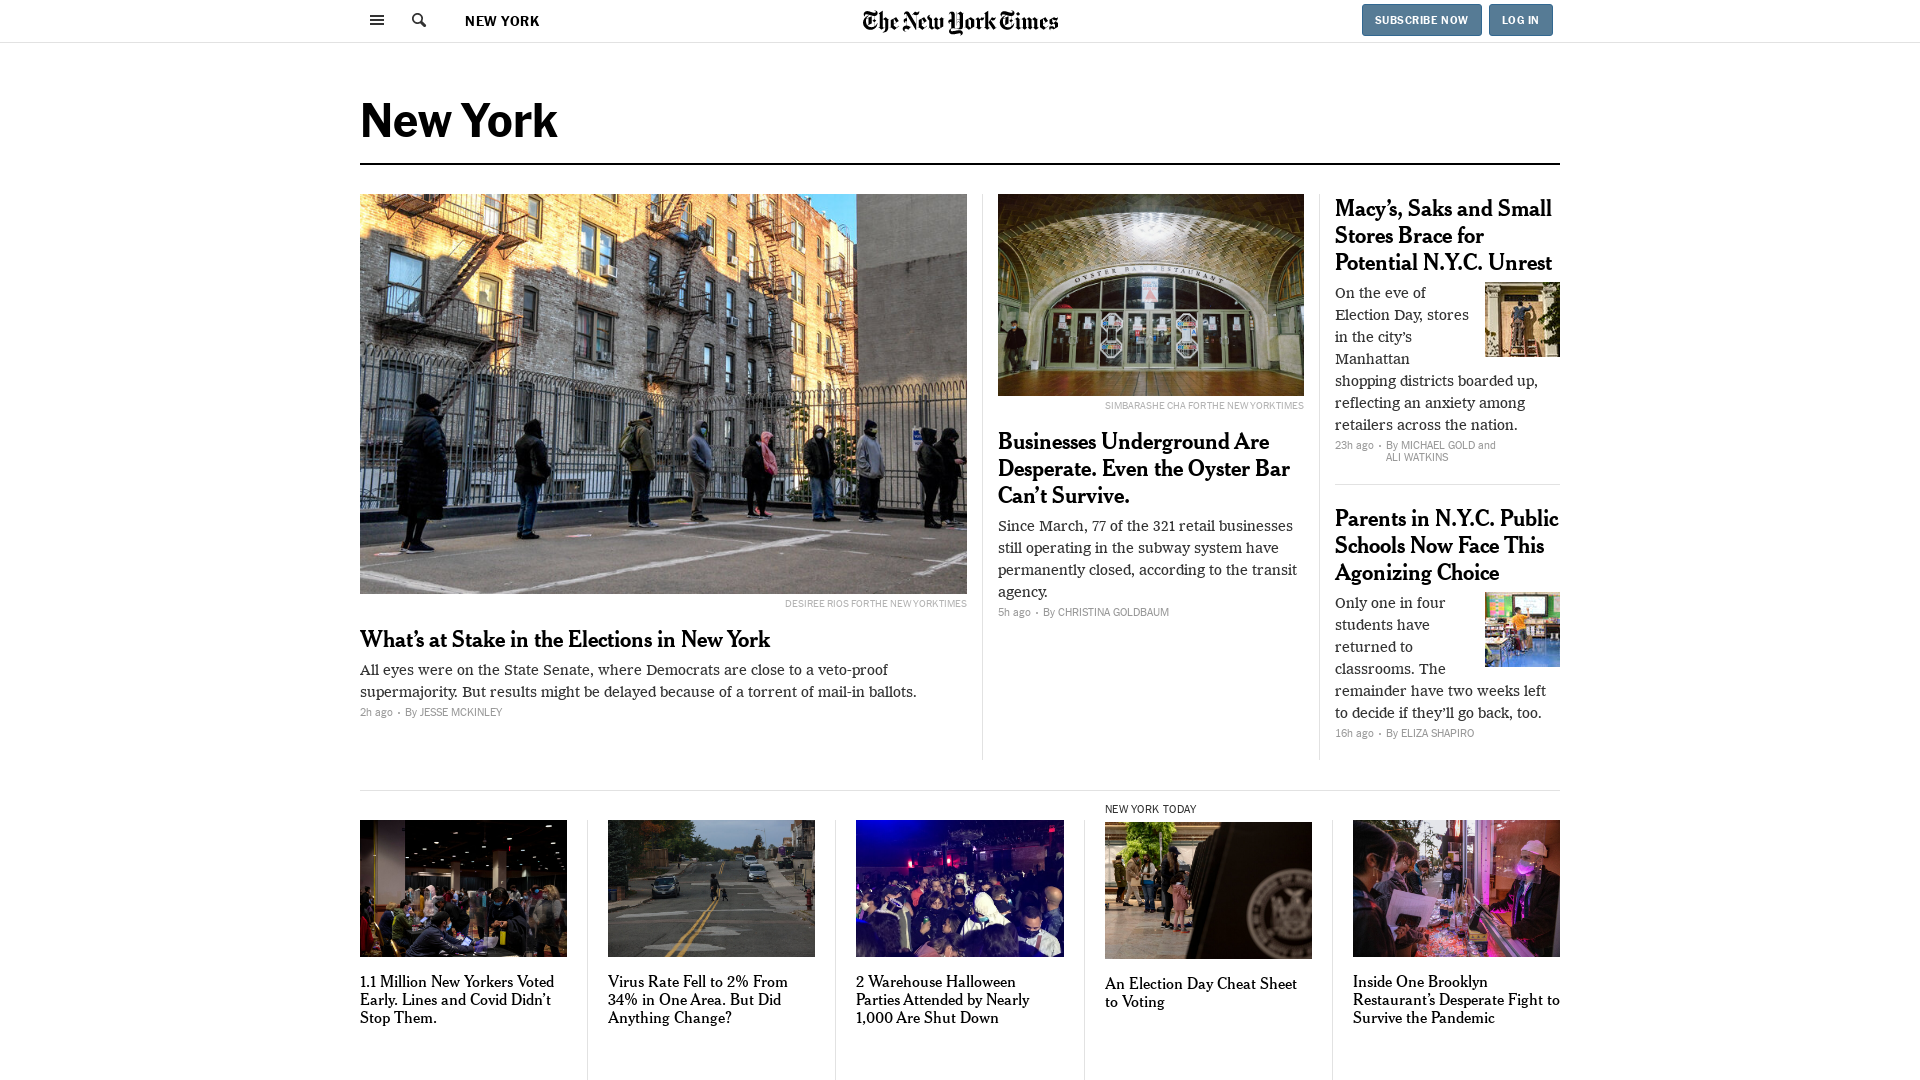 NEW YORK
The New York Times
SUBSCRIBE NOW
LOG IN
New York
DESIREE RIOS FOR THE NEW YORK TIMES
What's at Stake in the Elections in New York
All eyes were on the State Senate, where Democrats are close to a veto-proof
supermajority. But results might be delayed because of a torrent of mail-in ballots.
2h ago • By JESSE MCKINLEY
OYSTER BAR RESTAURANT
SIMBARASHE CHA FOR THE NEW YORK TIMES
Businesses Underground Are
Desperate. Even the Oyster Bar
Can't Survive.
Since March, 77 of the 321 retail businesses
still operating in the subway system have
permanently closed, according to the transit
agency.
5h ago • By CHRISTINA GOLDBAUM
Macy's, Saks and Small
Stores Brace for
Potential N.Y.C. Unrest
On the eve of
Election Day, stores
in the city's
Manhattan
shopping districts boarded up,
reflecting an anxiety among
retailers across the nation.
23h ago • By MICHAEL GOLD and
ALI WATKINS
Parents in N.Y.C. Public
Schools Now Face This
Agonizing Choice
Only one in four
students have
returned to
classrooms. The
remainder have two weeks left
to decide if they'll go back, too.
16h ago • By ELIZA SHAPIRO
1.1 Million New Yorkers Voted
Early. Lines and Covid Didn't
Stop Them.
Virus Rate Fell to 2% From
34% in One Area. But Did
Anything Change?
2 Warehouse Halloween
Parties Attended by Nearly
1,000 Are Shut Down
NEW YORK TODAY
An Election Day Cheat Sheet
to Voting
Inside One Brooklyn
Restaurant's Desperate Fight to
Survive the Pandemic